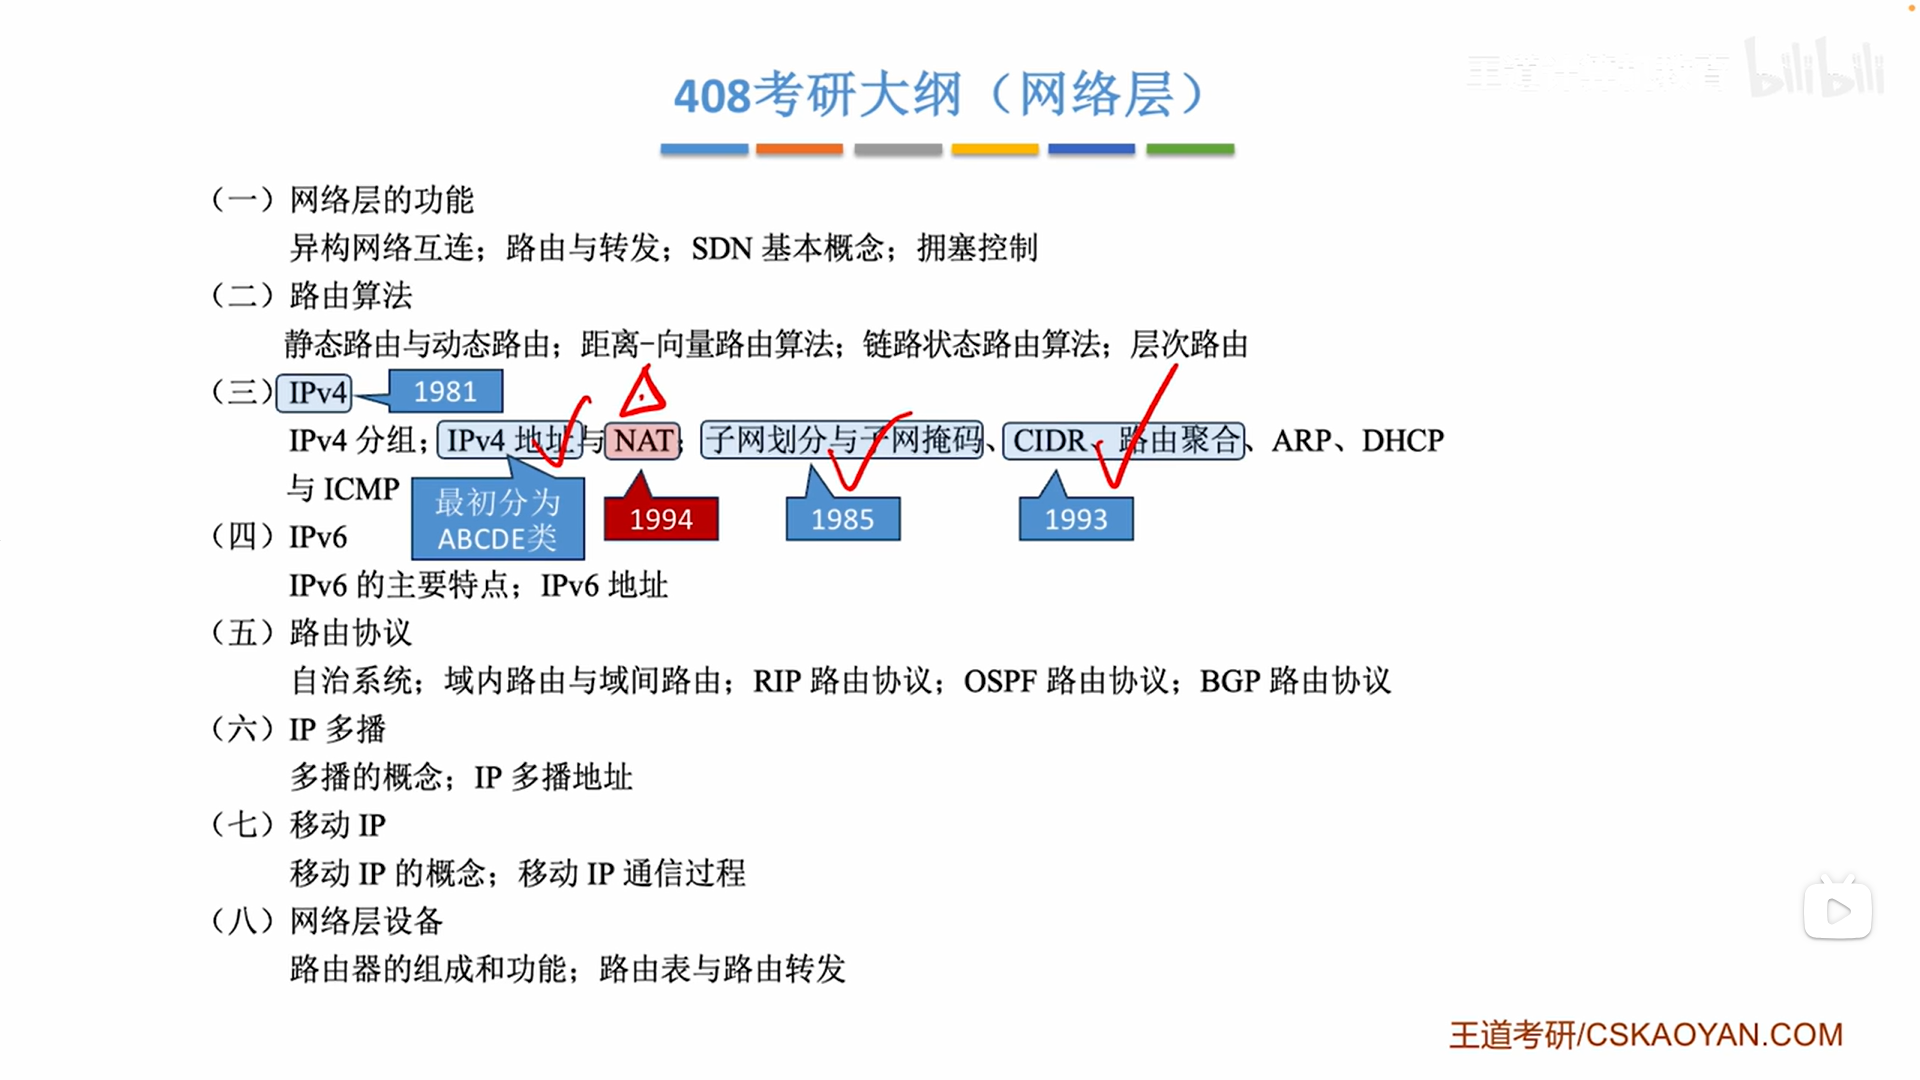 bilibili
408考研大纲（网络层）
（一）网络层的功能
异构网络互连；路由与转发；SDN 基本概念；拥塞控制
（二）路由算法
静态路由与动态路由；距离-向量路由算法；链路状态路由算法；层次路由
（三）IPv4
1981
IPv4 分组；IPv4 地址与 NAT；子网划分与子网掩码、CIDR、路由聚合、ARP、DHCP
与 ICMP
最初分为
ABCDE类
1994
1985
1993
（四）IPv6
IPv6 的主要特点；IPv6 地址
（五）路由协议
自治系统；域内路由与域间路由；RIP 路由协议；OSPF 路由协议；BGP 路由协议
（六）IP 多播
多播的概念；IP 多播地址
（七）移动 IP
移动 IP 的概念；移动 IP 通信过程
（八）网络层设备
路由器的组成和功能；路由表与路由转发
王道考研/CSKAOYAN.COM